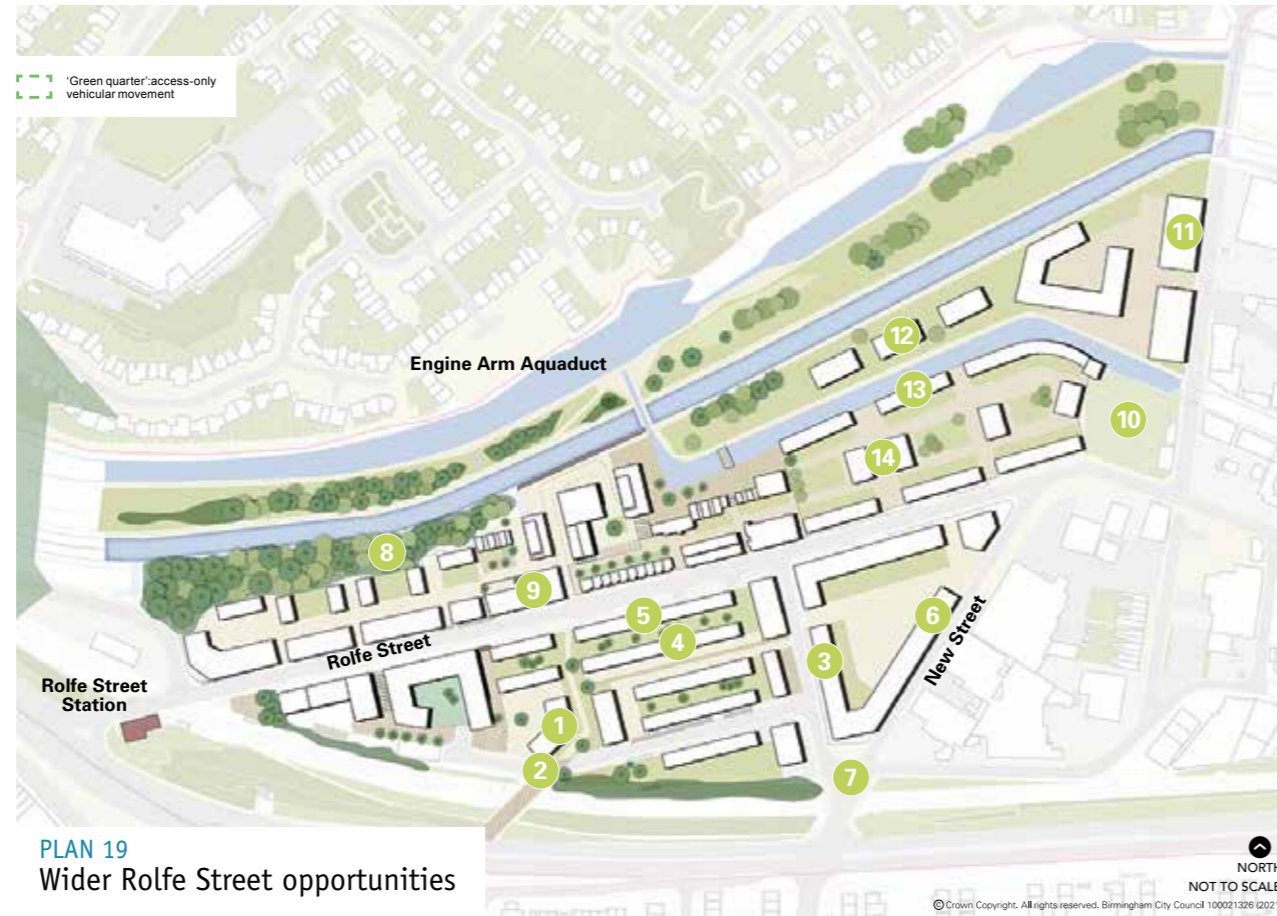 'Green quarter':access-only
vehicular movement
11
12
Engine Arm Aquaduct
13
10
14
8
9
5
6
4
Rolfe Street
New Street
3
Rolfe Street
Station
1
2
7
PLAN 19
Wider Rolfe Street opportunities
NORTH
NOT TO SCALE
© Crown Copyright. All rights reserved. Birmingham City Council 100021326 (202